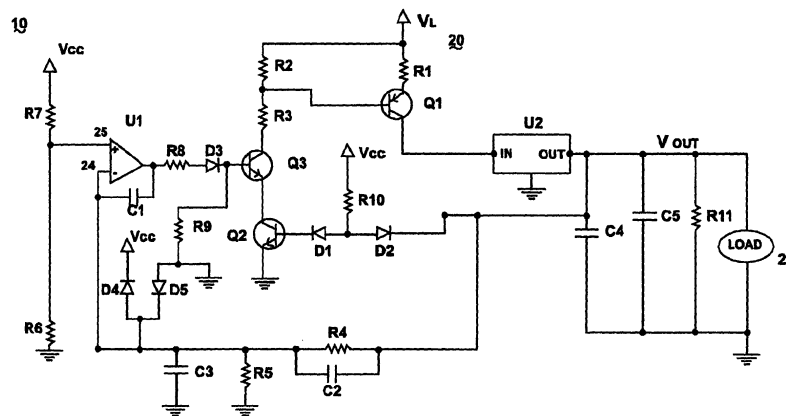 19
VCC
VL
20
R2
R1
R7
U1
Q1
R3
U2
25
R8
D3
IN
OUT
VOUT
24
Q3
VCC
C1
R10
R9
Q2
R11
C5
VCC
D1
D2
C4
LOAD
2
D4
D5
R6
R4
C3
R5
C2